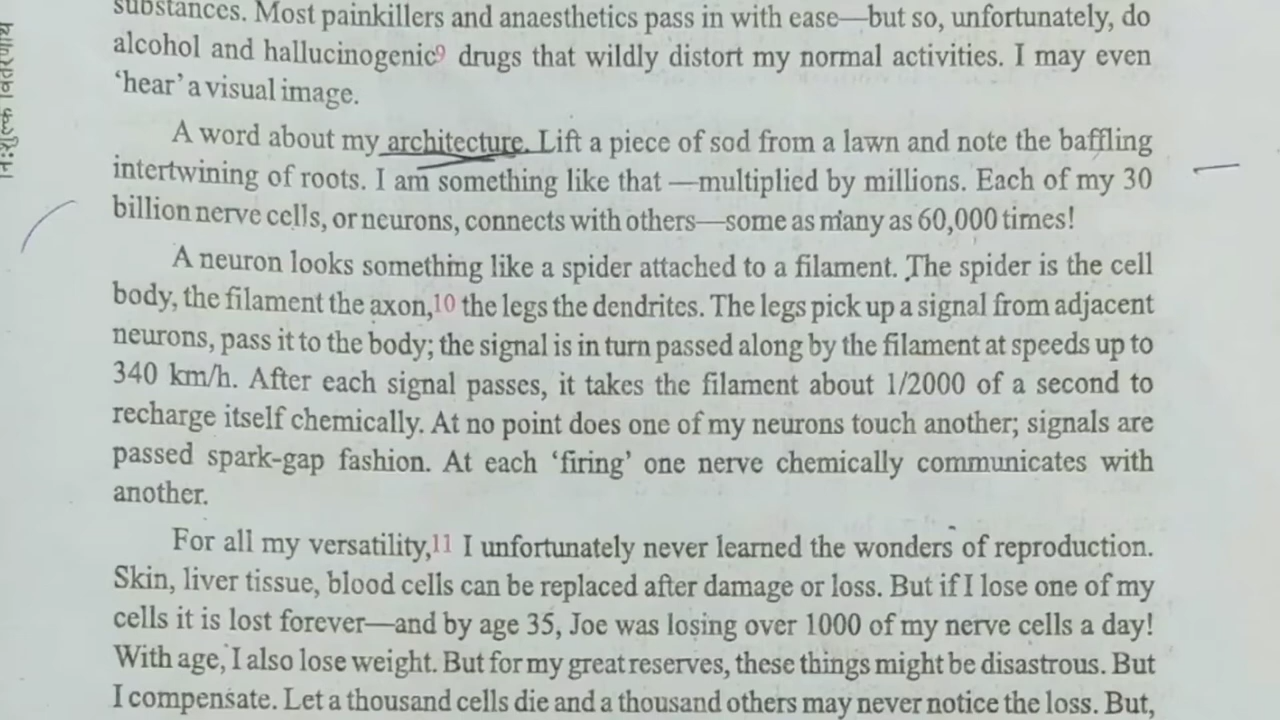 substances. Most painkillers and anaesthetics pass in with ease—but so, unfortunately, do
alcohol and hallucinogenic9 drugs that wildly distort my normal activities. I may even
‘hear’ a visual image.
A word about my architecture. Lift a piece of sod from a lawn and note the baffling
intertwining of roots. I am something like that —multiplied by millions. Each of my 30
billion nerve cells, or neurons, connects with others—some as many as 60,000 times!
A neuron looks something like a spider attached to a filament. The spider is the cell
body, the filament the axon,10 the legs the dendrites. The legs pick up a signal from adjacent
neurons, pass it to the body; the signal is in turn passed along by the filament at speeds up to
340 km/h. After each signal passes, it takes the filament about 1/2000 of a second to
recharge itself chemically. At no point does one of my neurons touch another; signals are
passed spark-gap fashion. At each ‘firing’ one nerve chemically communicates with
another.
For all my versatility,11 I unfortunately never learned the wonders of reproduction.
Skin, liver tissue, blood cells can be replaced after damage or loss. But if I lose one of my
cells it is lost forever—and by age 35, Joe was losing over 1000 of my nerve cells a day!
With age, I also lose weight. But for my great reserves, these things might be disastrous. But
I compensate. Let a thousand cells die and a thousand others may never notice the loss. But,
नि:शुल्क वितरणार्थ